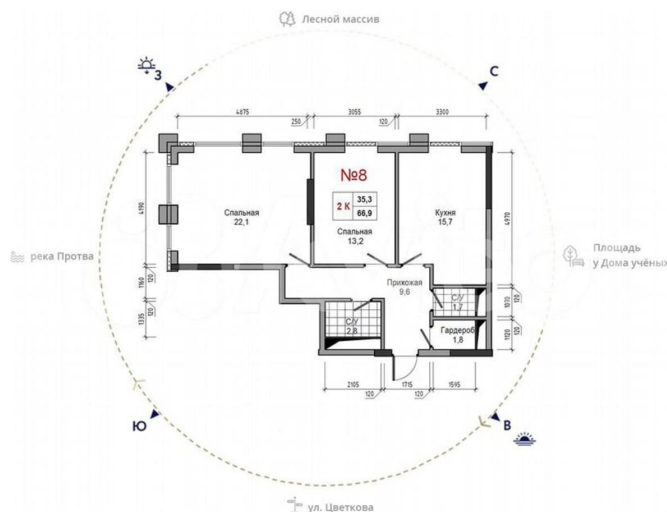 Лесной массив
З
С
4875
3055
3300
250
120
№8
2 К
35,3
66,9
Спальная
22,1
Спальная
13,2
Кухня
15,7
4190
4970
река Протва
Площадь
у Дома учёных
Прихожая
9,6
120
1160
120
1335
С/У
1,7
С/У
2,8
Гардероб
1,8
120
1070
120
1120
2105
1715
1595
120
120
Ю
В
ул. Цветкова